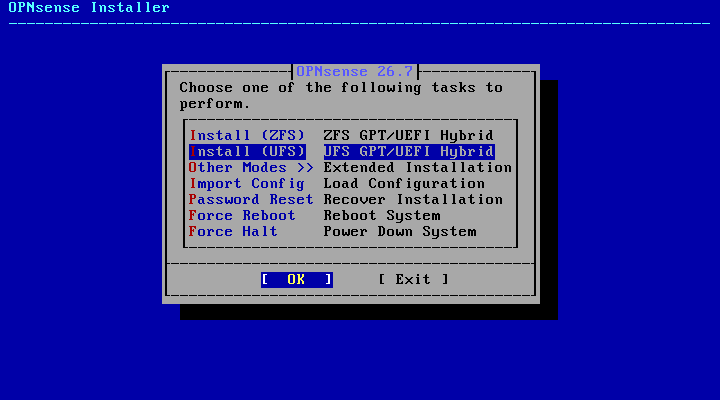 OPNsense Installer
OPNsense 26.7
Choose one of the following tasks to
perform.
Install (ZFS) ZFS GPT/UEFI Hybrid
Install (UFS) UFS GPT/UEFI Hybrid
Other Modes >> Extended Installation
Import Config Load Configuration
Password Reset Recover Installation
Force Reboot Reboot System
Force Halt Power Down System
[ OK ] [ Exit ]